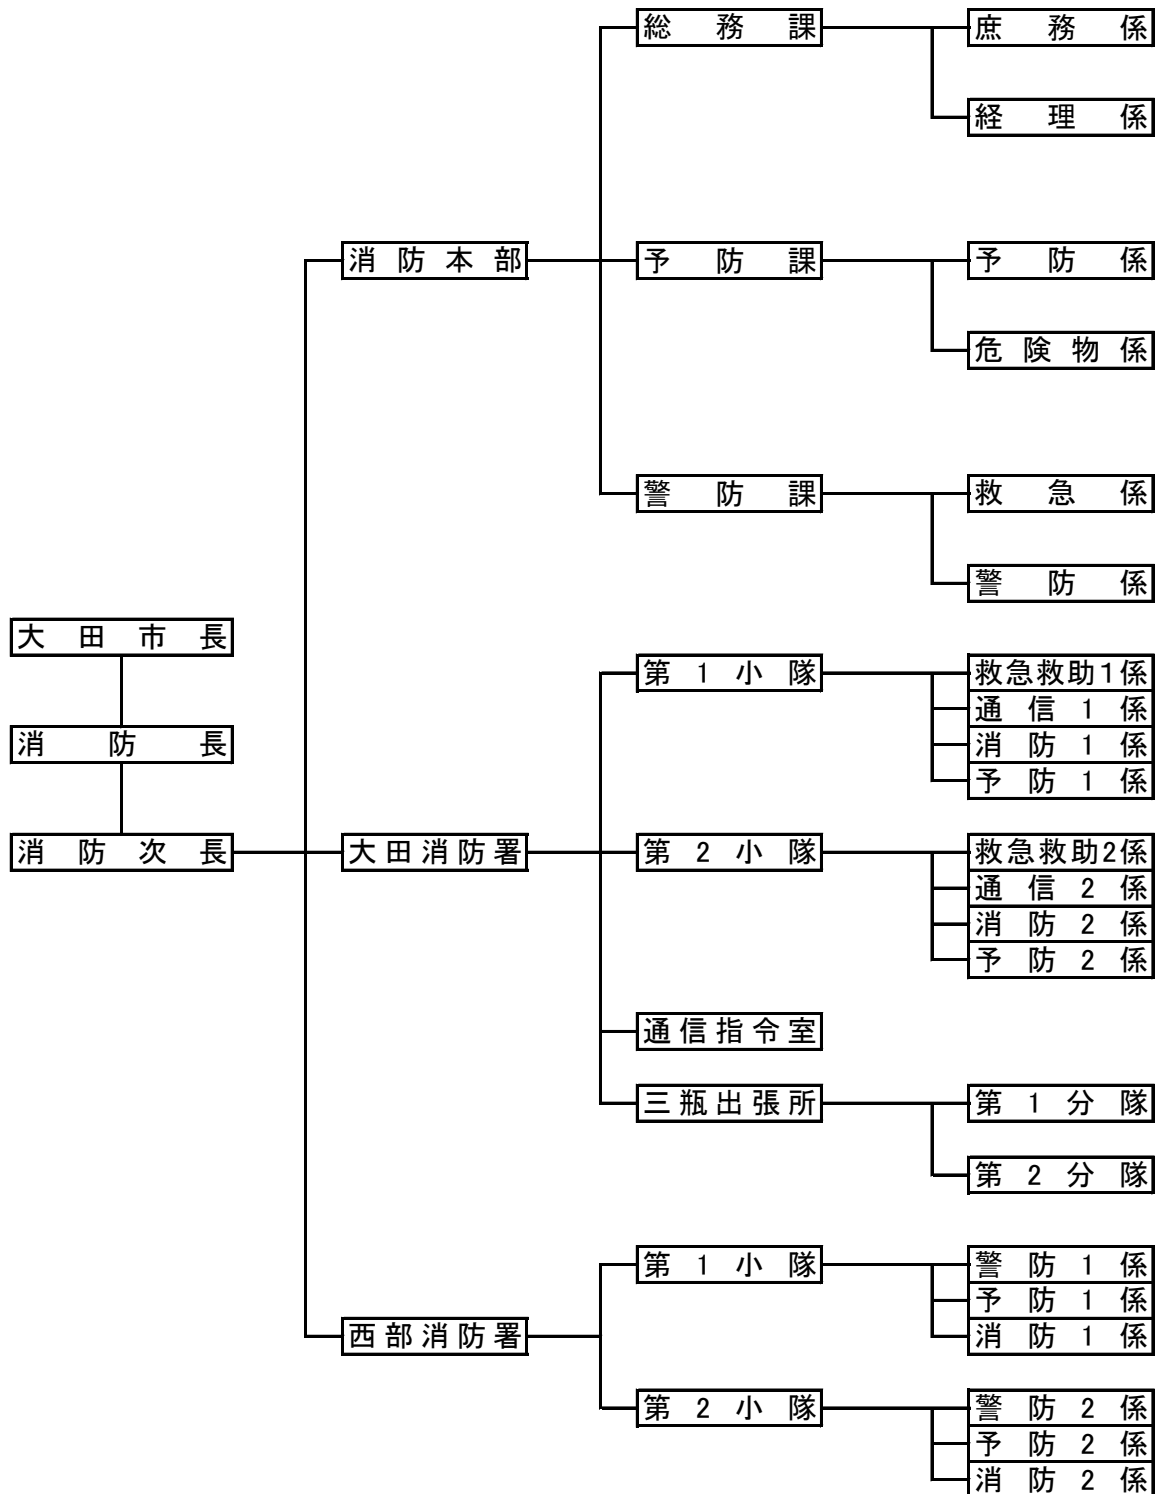 総務課
庶務係
経理係
消防本部
予防課
予防係
危険物係
警防課
救急係
警防係
大田市長
消防長
消防次長
大田消防署
第1小隊
救急救助1係
通信1係
消防1係
予防1係
第2小隊
救急救助2係
通信2係
消防2係
予防2係
通信指令室
三瓶出張所
第1分隊
第2分隊
西部消防署
第1小隊
警防1係
予防1係
消防1係
第2小隊
警防2係
予防2係
消防2係